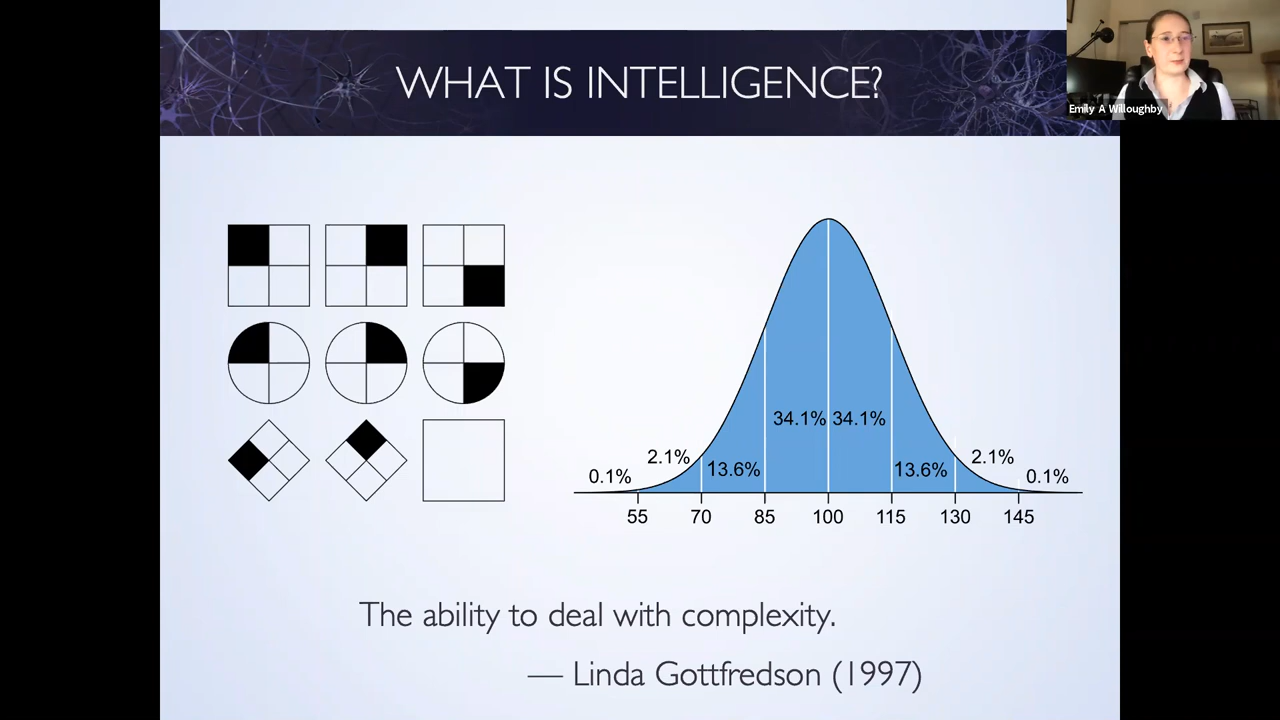 WHAT IS INTELLIGENCE?
Emily A Willoughby
34.1% 34.1%
2.1% 2.1%
13.6% 13.6%
0.1% 0.1%
55 70 85 100 115 130 145
The ability to deal with complexity.
— Linda Gottfredson (1997)